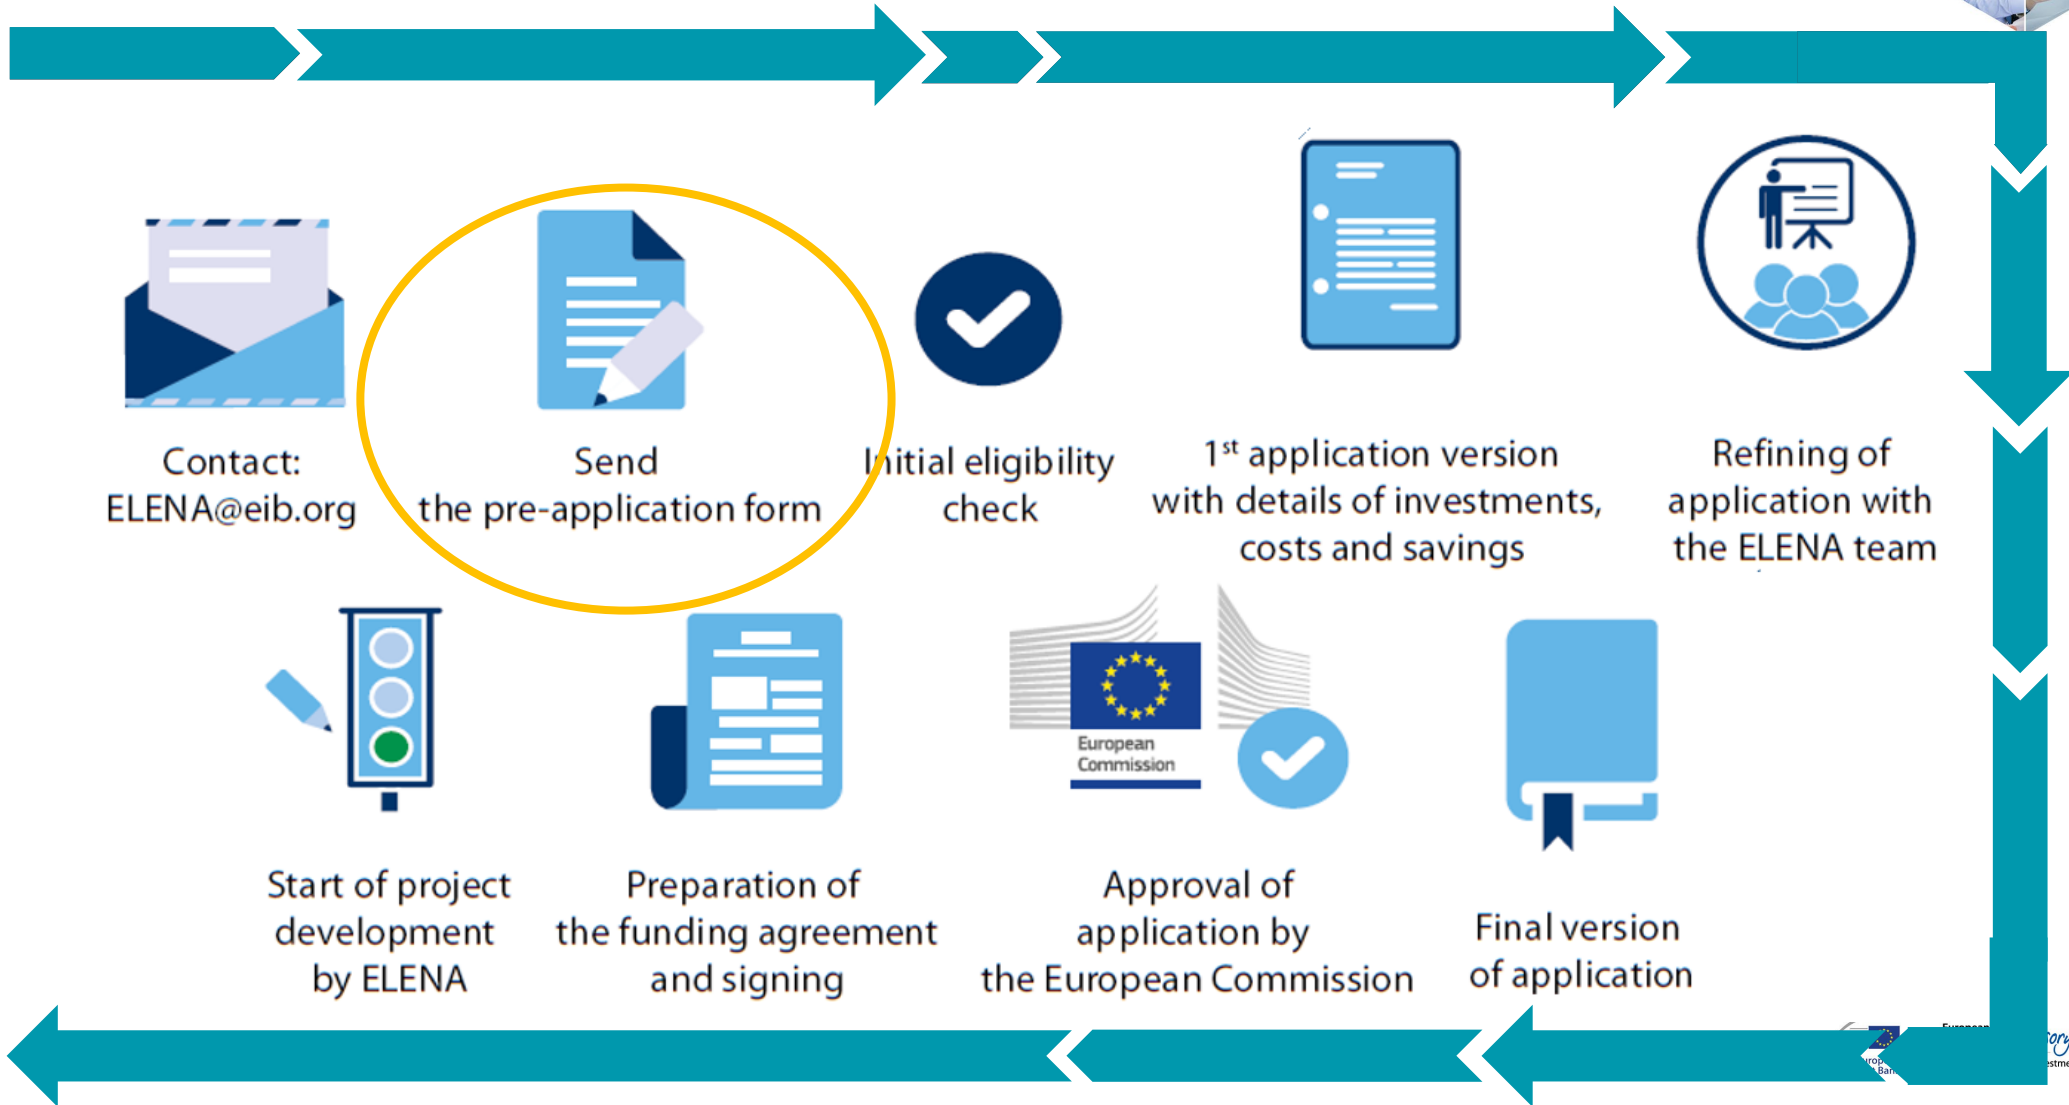 Contact:
ELENA@eib.org
Send
the pre-application form
Initial eligibility
check
1st application version
with details of investments,
costs and savings
Refining of
application with
the ELENA team
Start of project
development
by ELENA
Preparation of
the funding agreement
and signing
European
Commission
Approval of
application by
the European Commission
Final version
of application